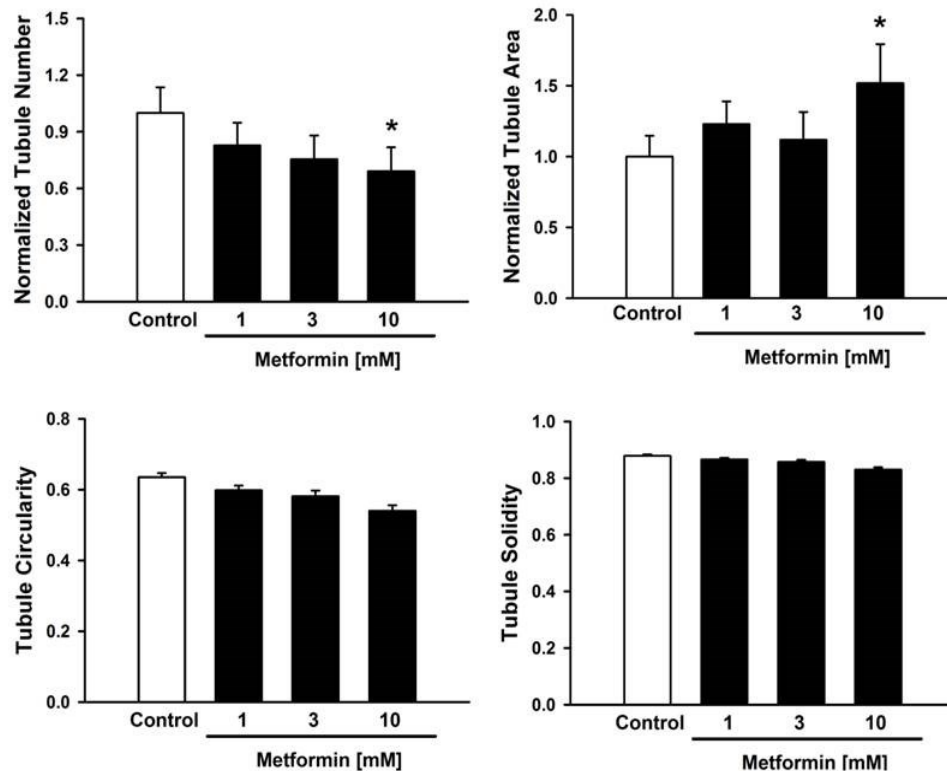 Normalized Tubule Number
1.5
1.2
0.9
0.6
0.3
0.0
*
Control 1 3 10
Metformin [mM]
Normalized Tubule Area
2.0
1.5
1.0
0.5
0.0
*
Control 1 3 10
Metformin [mM]
Tubule Circularity
0.8
0.6
0.4
0.2
0.0
Control 1 3 10
Metformin [mM]
Tubule Solidity
1.0
0.8
0.6
0.4
0.2
0.0
Control 1 3 10
Metformin [mM]